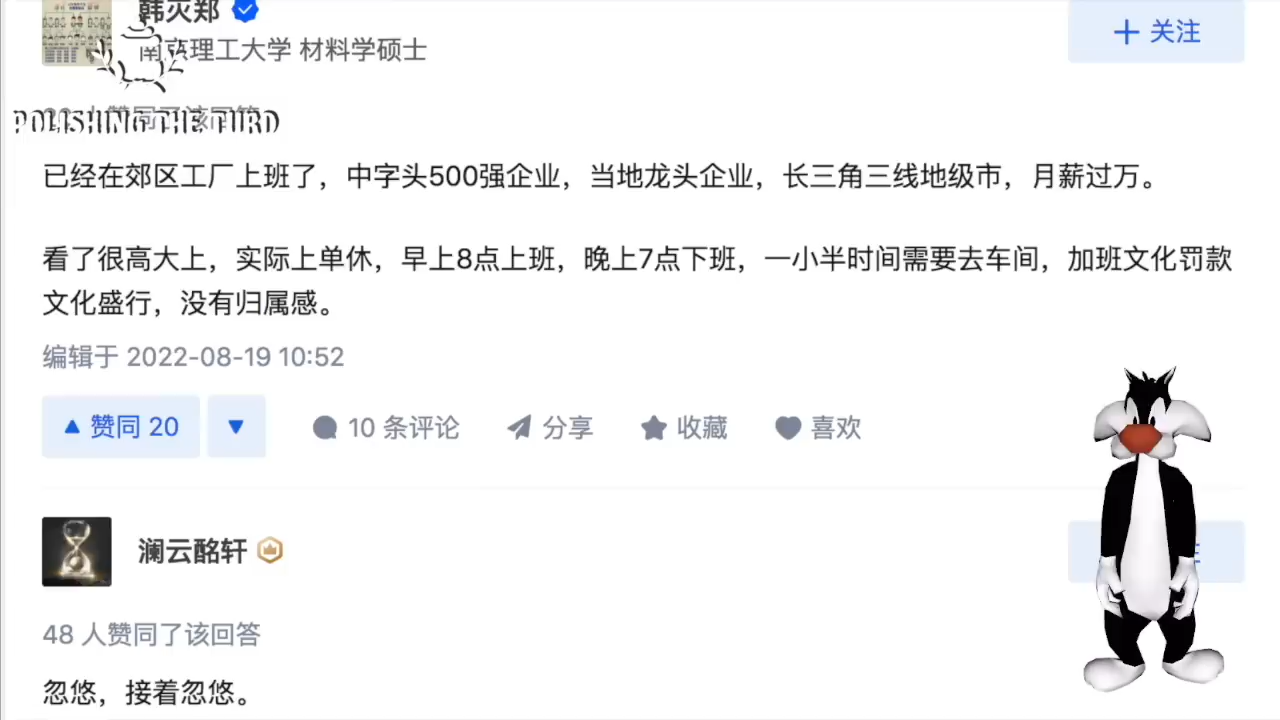 韩灭郑
+ 关注
南京理工大学 材料学硕士
POLISHING THE TURD
已经在郊区工厂上班了，中字头500强企业，当地龙头企业，长三角三线地级市，月薪过万。
看了很高大上，实际上单休，早上8点上班，晚上7点下班，一小半时间需要去车间，加班文化罚款
文化盛行，没有归属感。
编辑于 2022-08-19 10:52
赞同 20
10 条评论
分享
收藏
喜欢
澜云酩轩
48 人赞同了该回答
忽悠，接着忽悠。